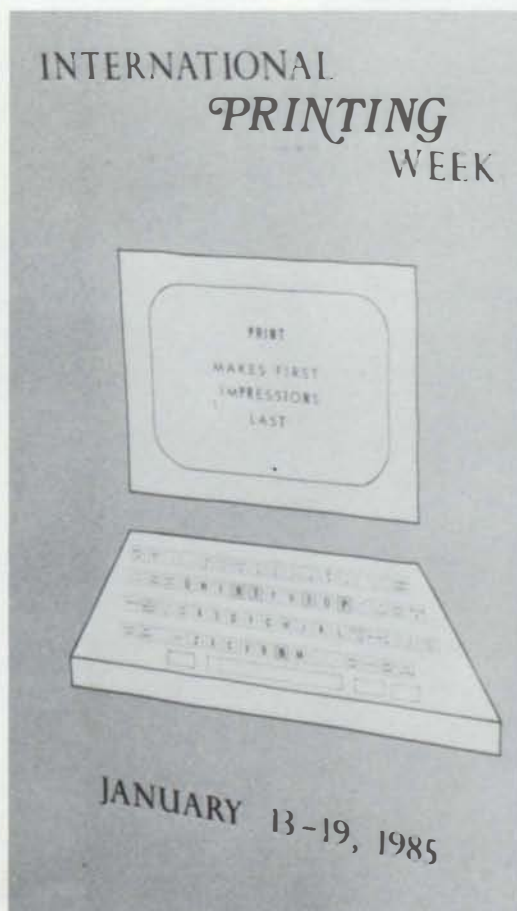 INTERNATIONAL
PRINTING
WEEK
PRINT
MAKES FIRST
IMPRESSIONS
LAST
JANUARY 13-19, 1985